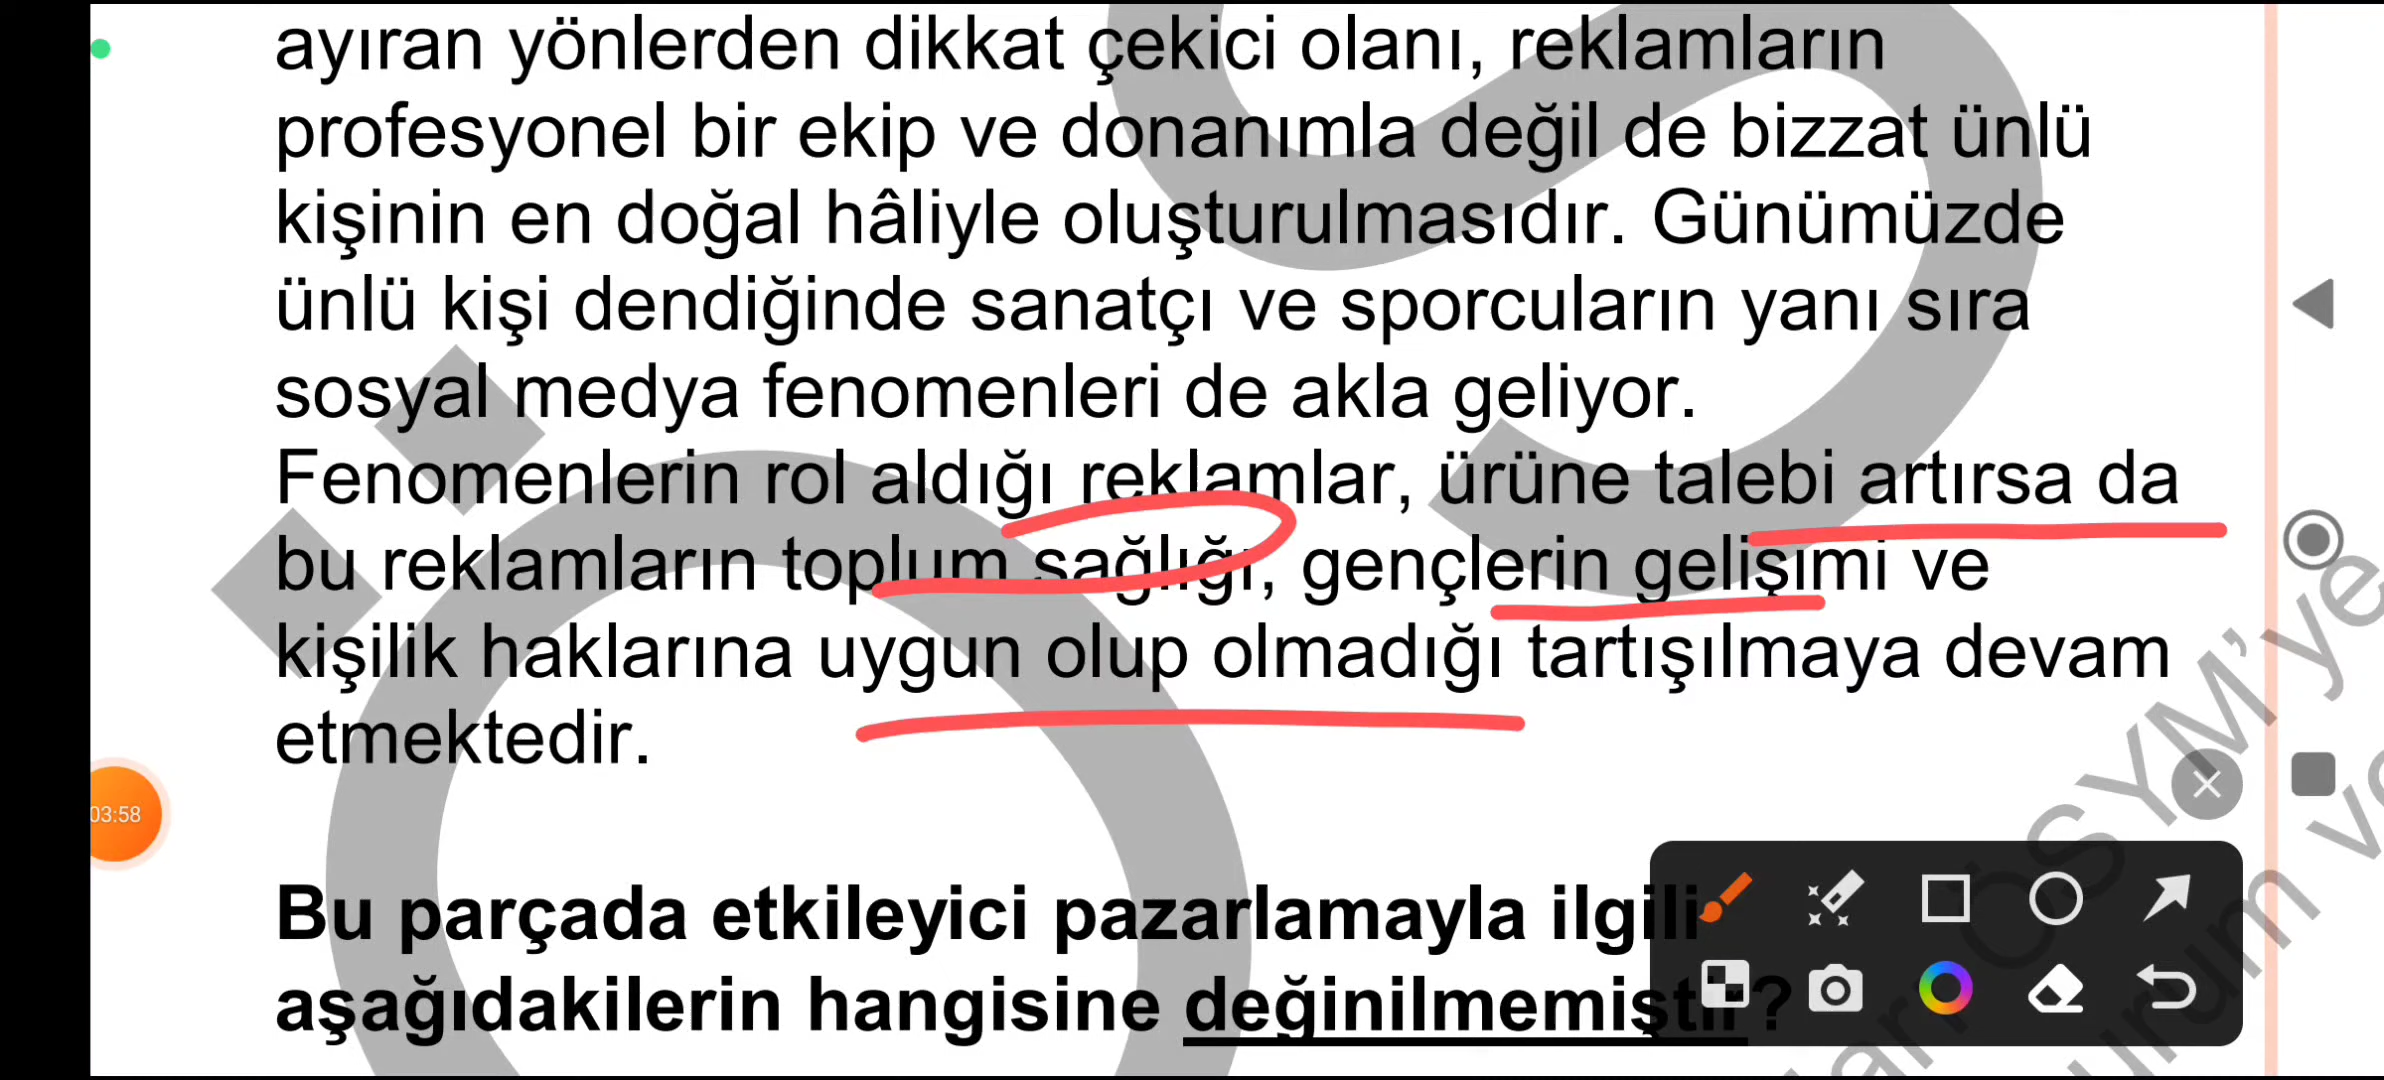 ayıran yönlerden dikkat çekici olanı, reklamların
profesyonel bir ekip ve donanımla değil de bizzat ünlü
kişinin en doğal hâliyle oluşturulmasıdır. Günümüzde
ünlü kişi dendiğinde sanatçı ve sporcuların yanı sıra
sosyal medya fenomenleri de akla geliyor.
Fenomenlerin rol aldığı reklamlar, ürüne talebi artırsa da
bu reklamların toplum sağlığı, gençlerin gelişimi ve
kişilik haklarına uygun olup olmadığı tartışılmaya devam
etmektedir.
03:58
Bu parçada etkileyici pazarlamayla ilgili
aşağıdakilerin hangisine değinilmemiştir?
ÖSYM'ye